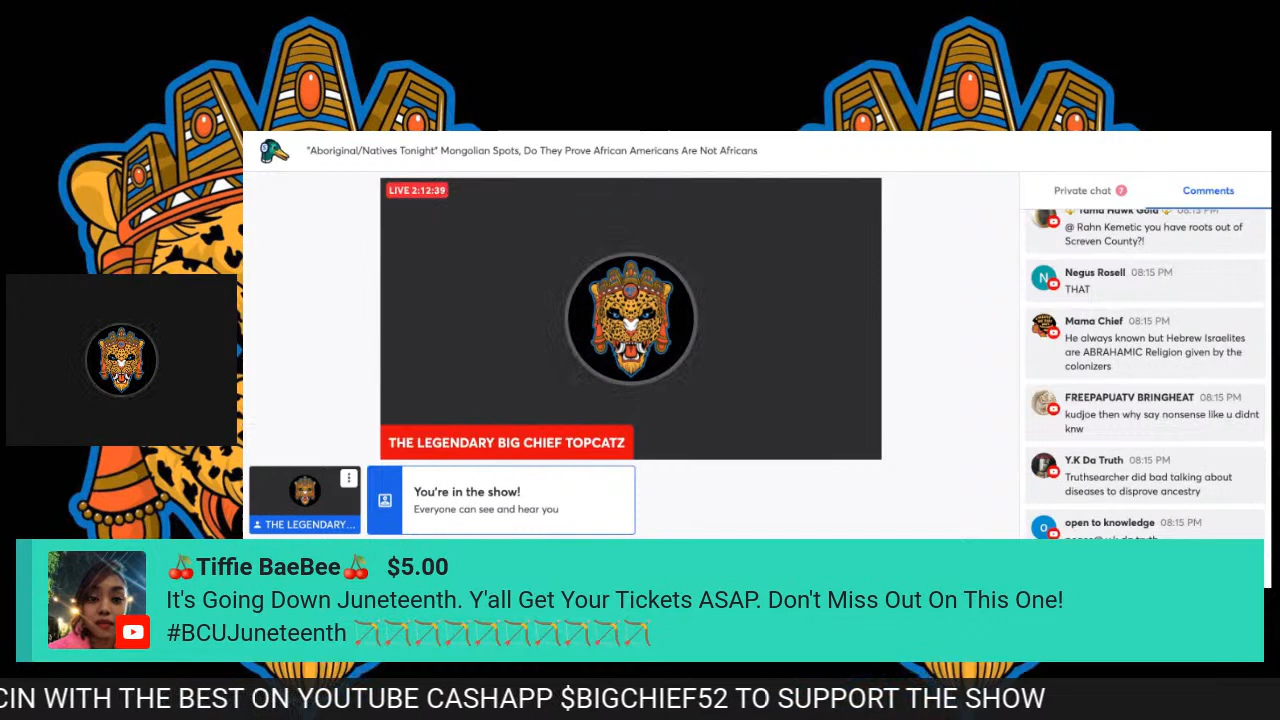 "Aboriginal/Natives Tonight" Mongolian Spots, Do They Prove African Americans Are Not Africans
LIVE 2:12:39
THE LEGENDARY BIG CHIEF TOPCATZ
THE LEGENDARY...
You're in the show!
Everyone can see and hear you
Private chat 7
Comments
Tama Hawk Gold 08:15 PM
@ Rahn Kemetic you have roots out of
Screven County?!
N
Negus Rosell 08:15 PM
THAT
Mama Chief 08:15 PM
He always known but Hebrew Israelites
are ABRAHAMIC Religion given by the
colonizers
FREEPAPUATV BRINGHEAT 08:15 PM
kudjoe then why say nonsense like u didnt
knw
Y.K Da Truth 08:15 PM
Truthsearcher did bad talking about
diseases to disprove ancestry
o
open to knowledge 08:15 PM
🍒Tiffie BaeBee🍒 $5.00
It's Going Down Juneteenth. Y'all Get Your Tickets ASAP. Don't Miss Out On This One!
#BCUJuneteenth 🏹🏹🏹🏹🏹🏹🏹🏹🏹🏹
CIN WITH THE BEST ON YOUTUBE CASHAPP $BIGCHIEF52 TO SUPPORT THE SHOW